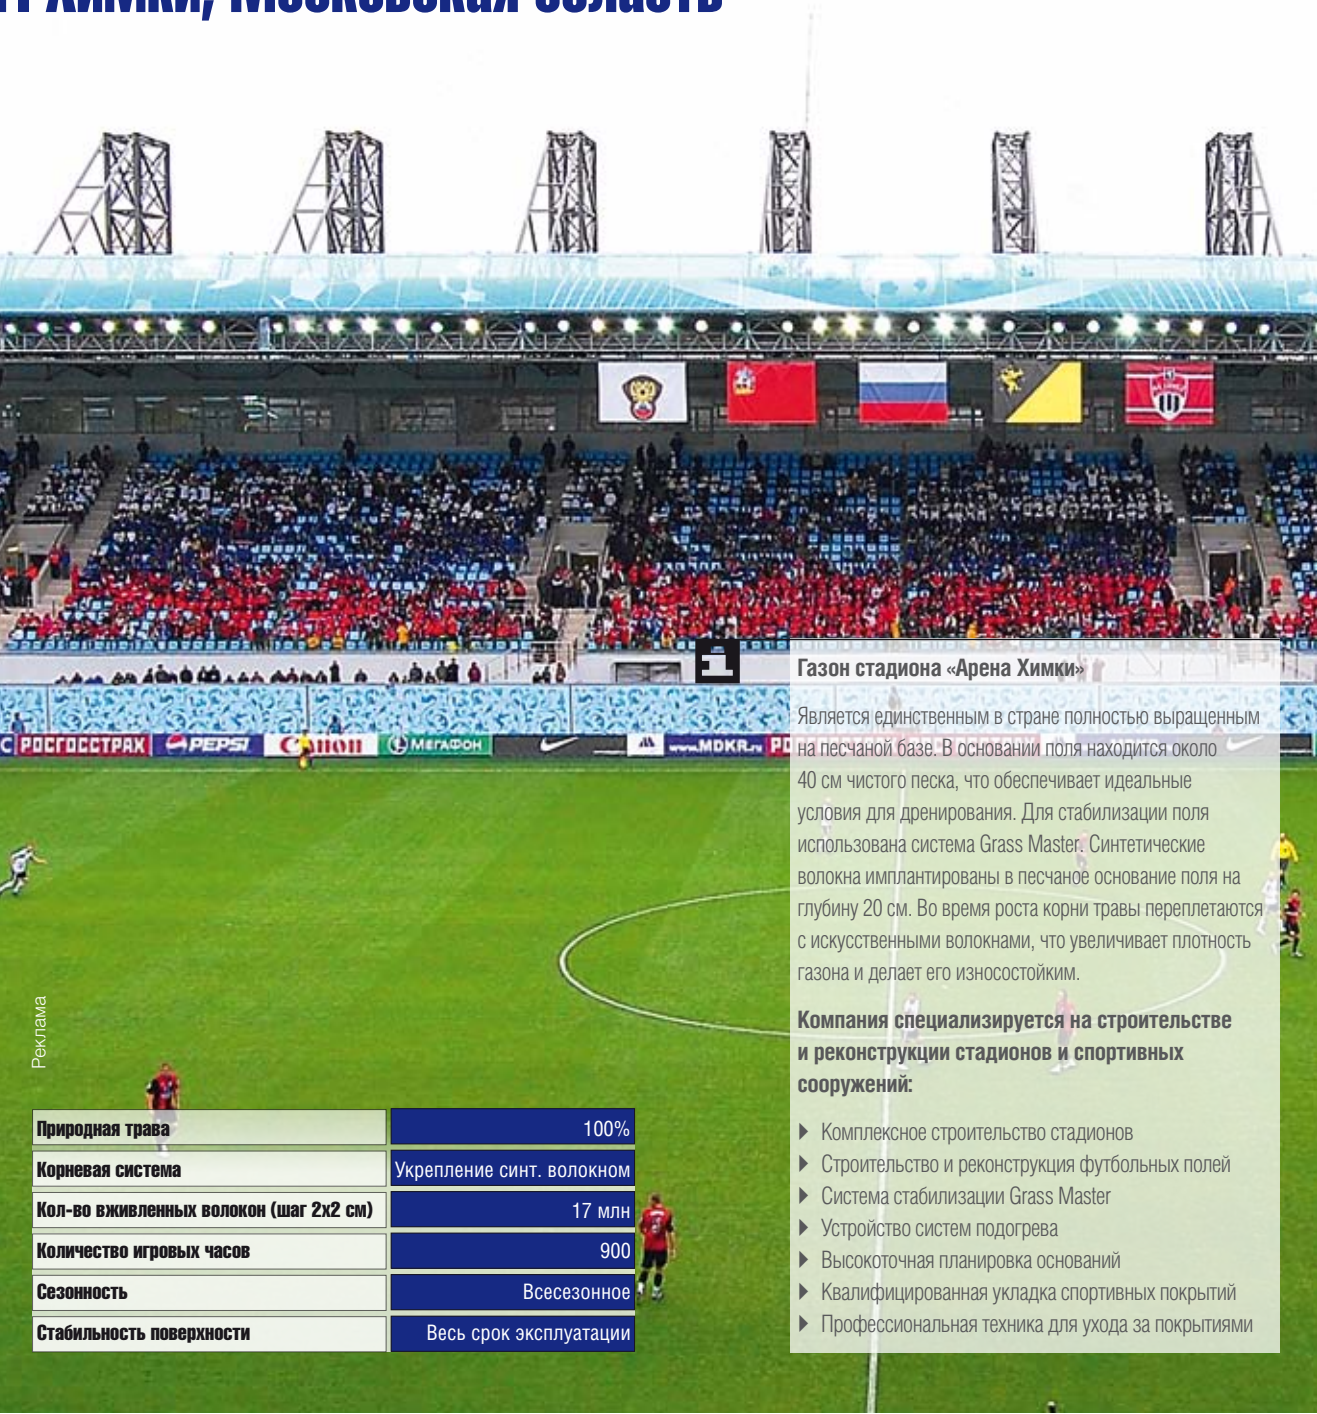 Химки, Московская область
РОСГОССТРАХ
PEPSI
Canon
МЕГАФОН
www.MDKR.ru
Газон стадиона «Арена Химки»
Является единственным в стране полностью выращенным
на песчаной базе. В основании поля находится около
40 см чистого песка, что обеспечивает идеальные
условия для дренирования. Для стабилизации поля
использована система Grass Master. Синтетические
волокна имплантированы в песчаное основание поля на
глубину 20 см. Во время роста корни травы переплетаются
с искусственными волокнами, что увеличивает плотность
газона и делает его износостойким.
Компания специализируется на строительстве
и реконструкции стадионов и спортивных
сооружений:
Комплексное строительство стадионов
Строительство и реконструкция футбольных полей
Система стабилизации Grass Master
Устройство систем подогрева
Высокоточная планировка оснований
Квалифицированная укладка спортивных покрытий
Профессиональная техника для ухода за покрытиями
Реклама
Природная трава 100%
Корневая система Укрепление синт. волокном
Кол-во вживленных волокон (шаг 2х2 см) 17 млн
Количество игровых часов 900
Сезонность Всесезонное
Стабильность поверхности Весь срок эксплуатации